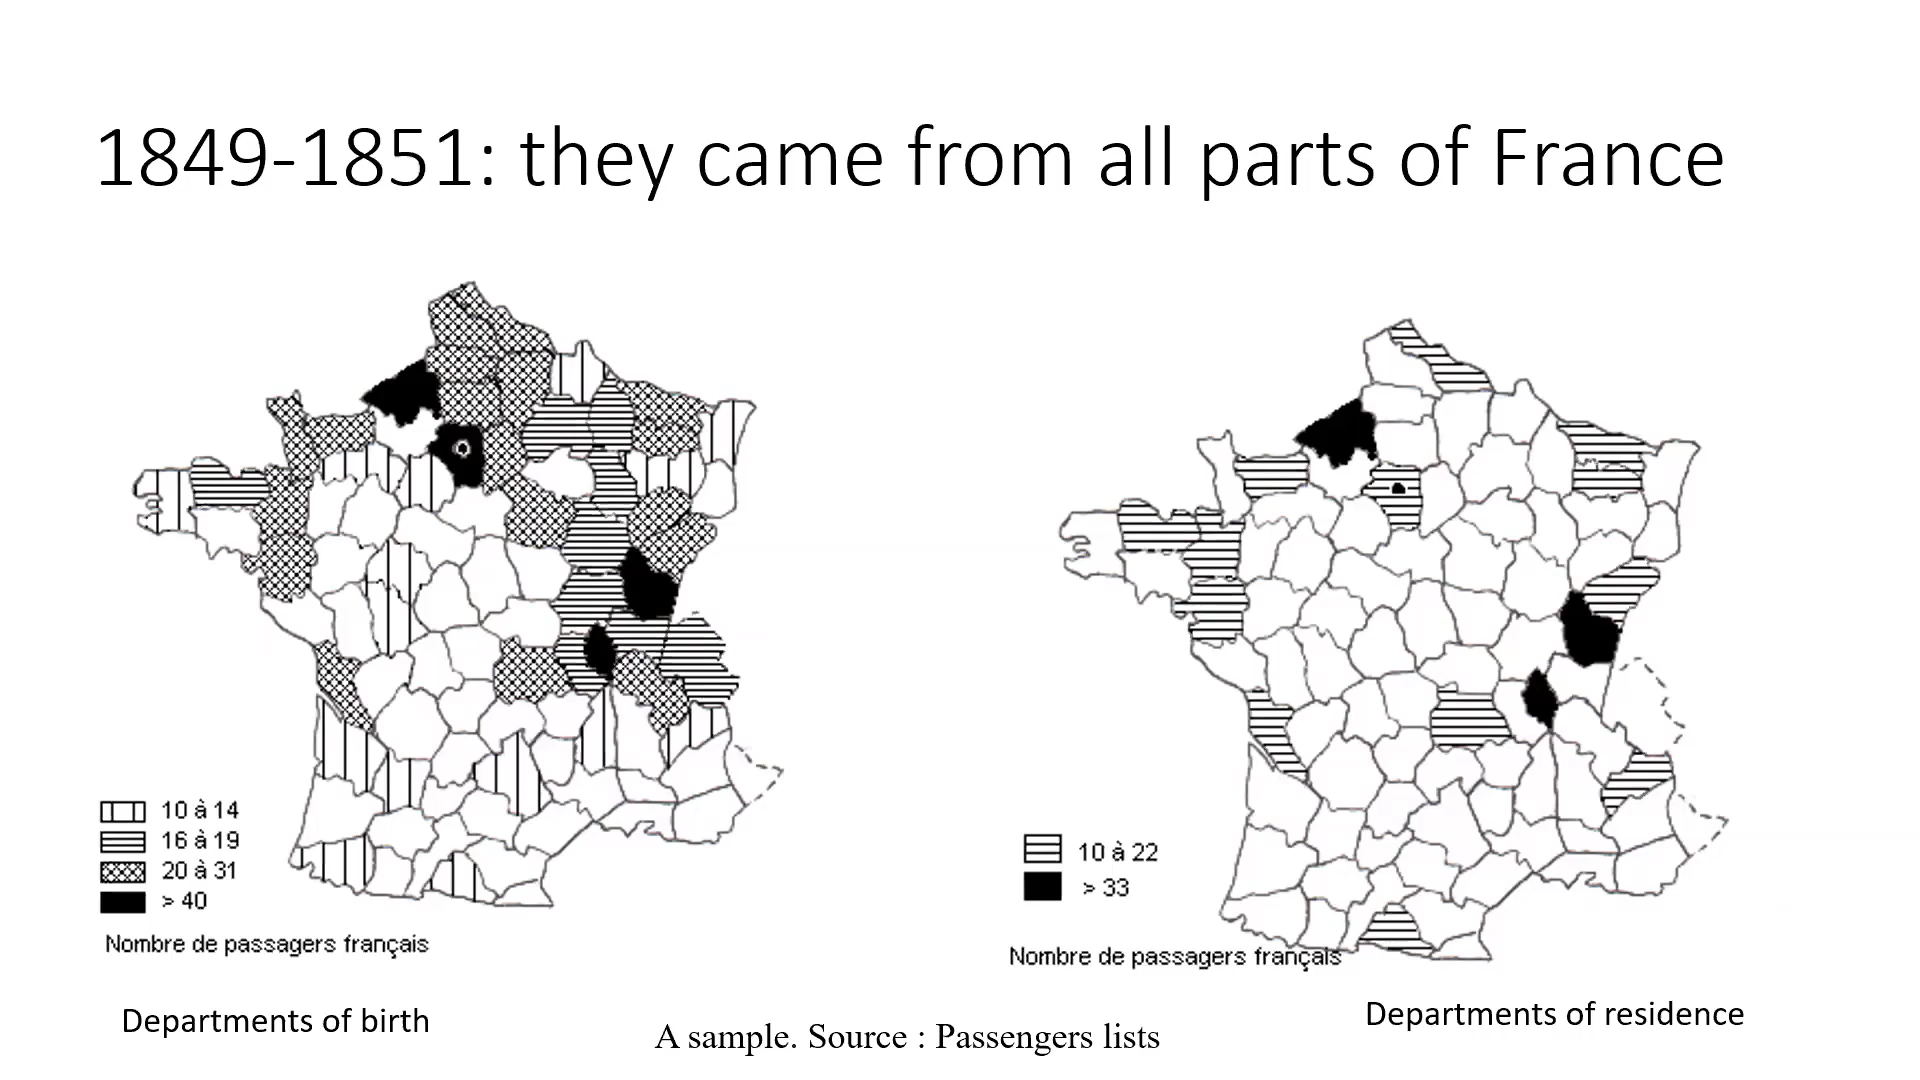 1849-1851: they came from all parts of France
10 à 14
16 à 19
20 à 31
> 40
Nombre de passagers français
Departments of birth
10 à 22
> 33
Nombre de passagers français
Departments of residence
A sample. Source : Passengers lists